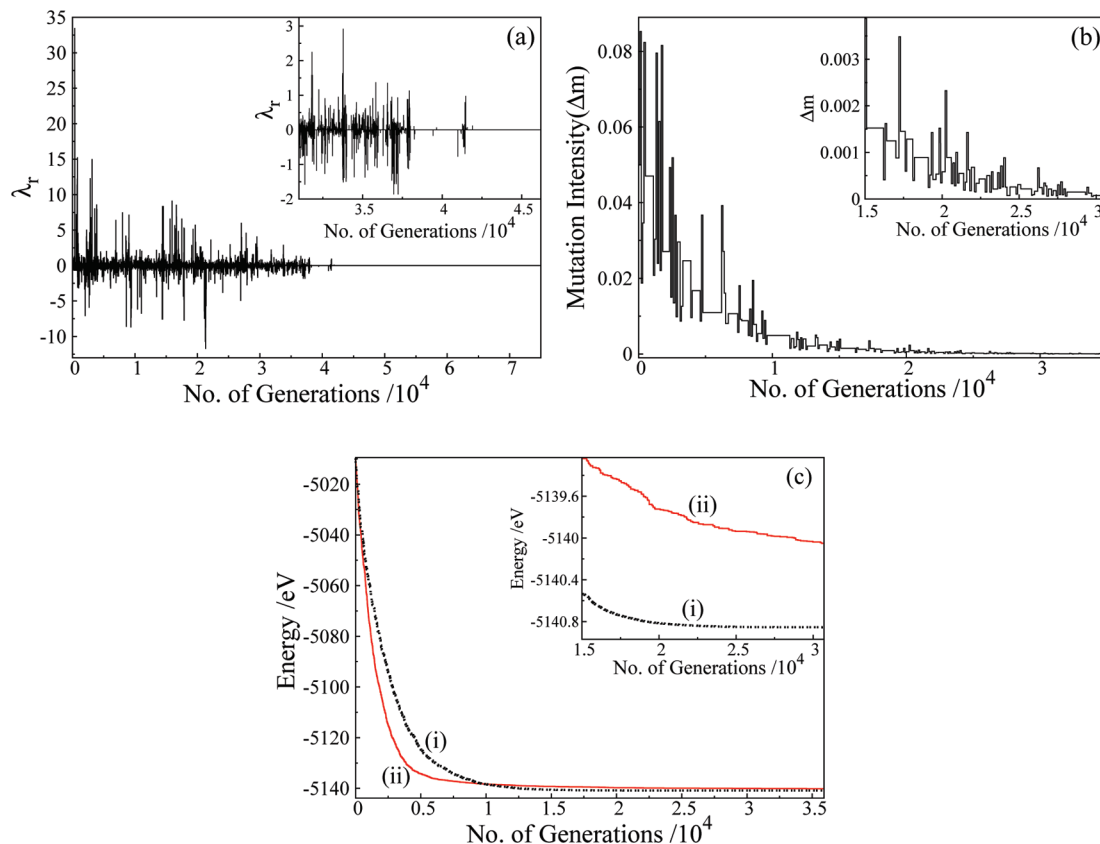 (a)
35
30
25
20
15
10
5
0
-5
-10
λr
0 1 2 3 4 5 6 7
No. of Generations /10^4
3
2
1
0
-1
-2
λr
3.5 4 4.5
No. of Generations /10^4
(b)
0.08
0.06
0.04
0.02
0
Mutation Intensity(Δm)
0 1 2 3
No. of Generations /10^4
0.003
0.002
0.001
0
Δm
1.5 2 2.5 3
No. of Generations /10^4
(c)
-5020
-5040
-5060
-5080
-5100
-5120
-5140
Energy /eV
(i)
(ii)
0 0.5 1 1.5 2 2.5 3 3.5
No. of Generations /10^4
-5139.6
-5140
-5140.4
-5140.8
Energy /eV
(ii)
(i)
1.5 2 2.5 3
No. of Generations /10^4